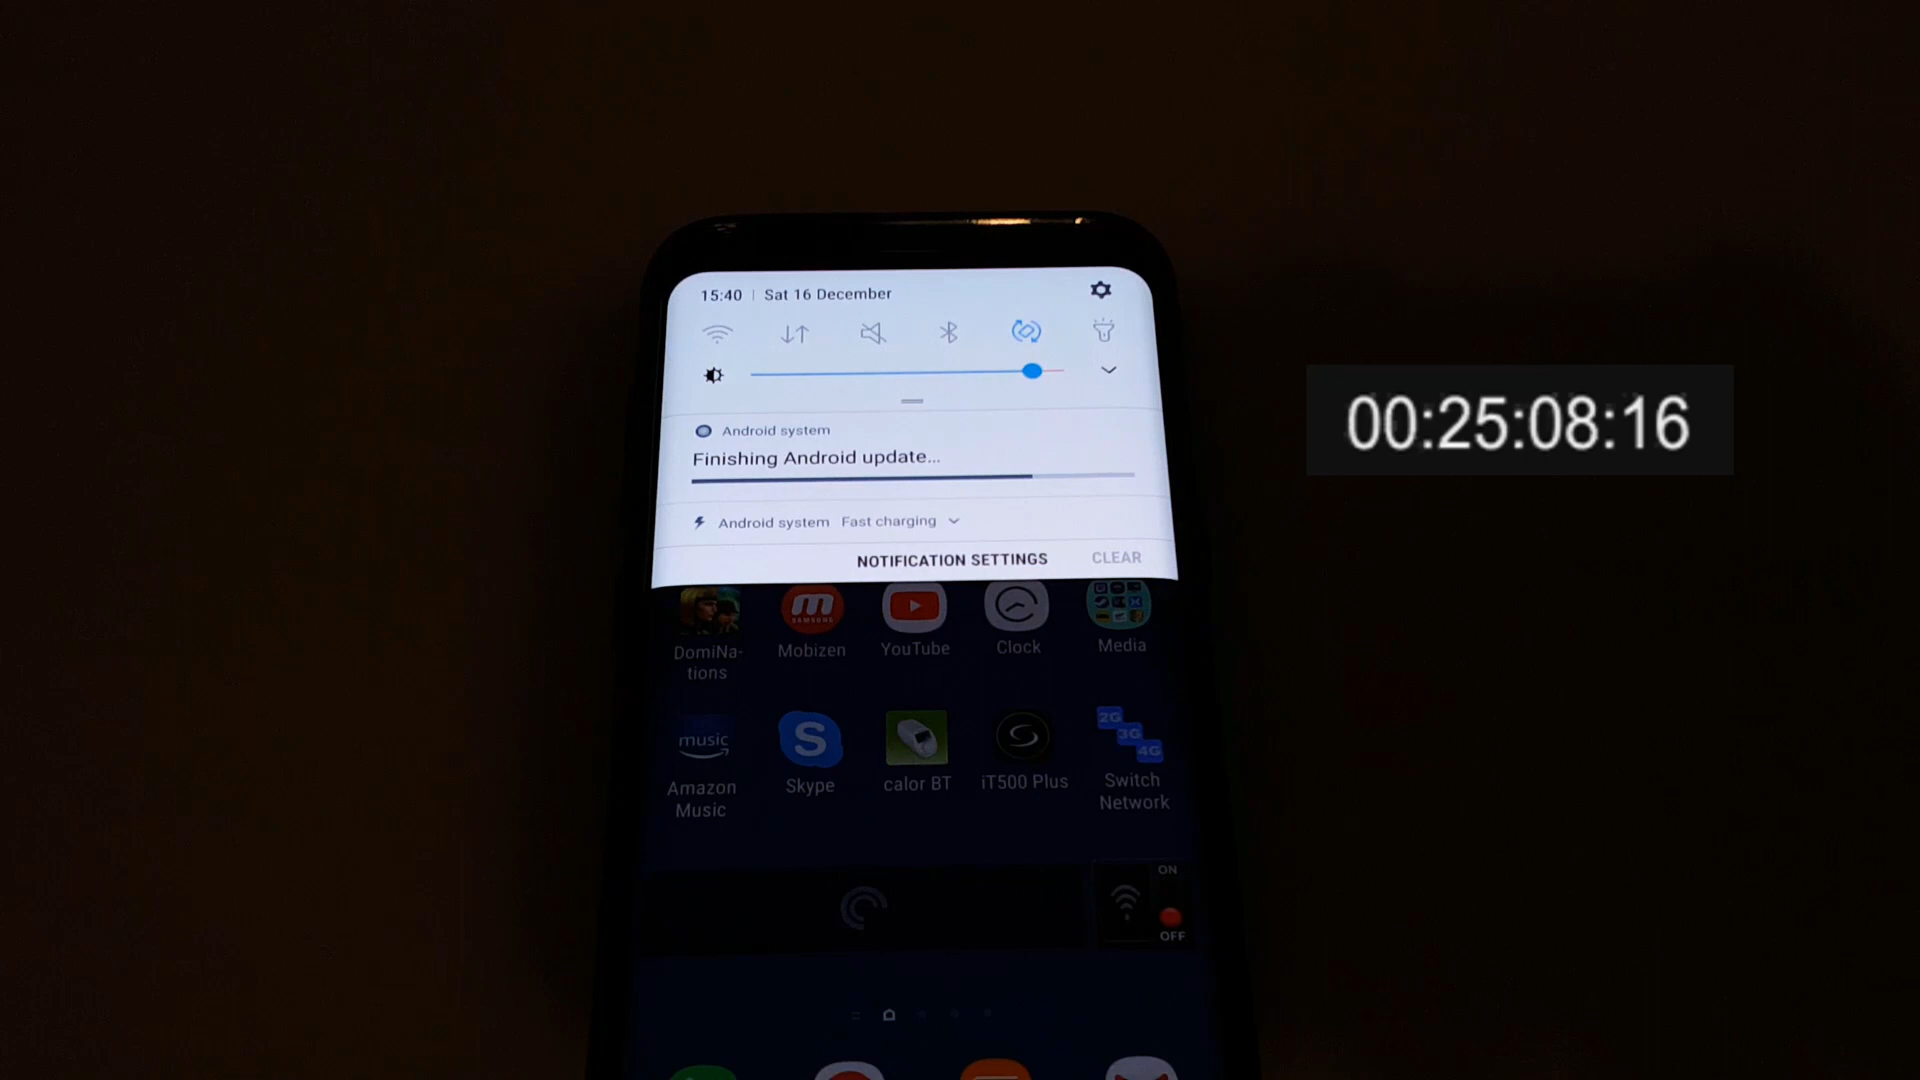 15:40 | Sat 16 December
Android system
Finishing Android update...
Android system Fast charging
NOTIFICATION SETTINGS CLEAR
00:25:08:16
DomiNa-
tions
Mobizen
SAMSUNG
YouTube
Clock
Media
music
Amazon
Music
S
Skype
calor BT
iT500 Plus
2G
3G
4G
Switch
Network
ON
OFF